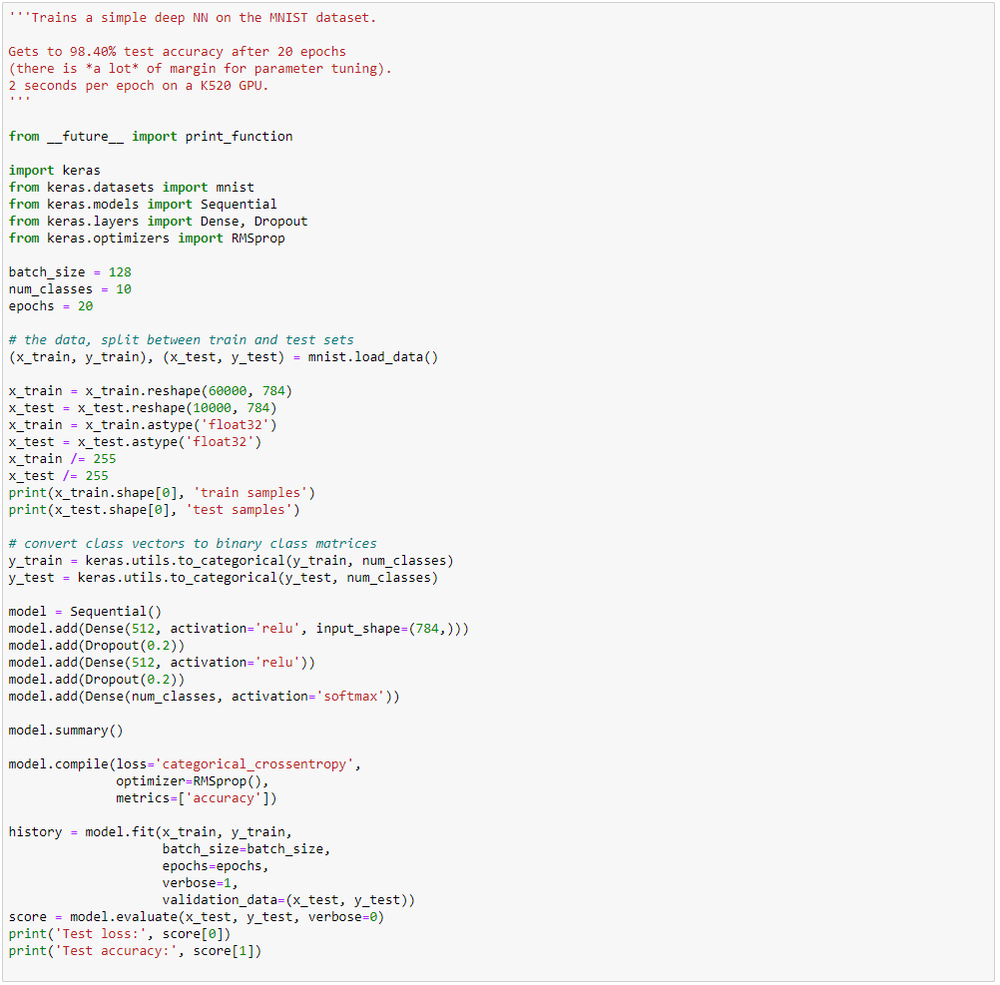 '''Trains a simple deep NN on the MNIST dataset.

Gets to 98.40% test accuracy after 20 epochs
(there is *a lot* of margin for parameter tuning).
2 seconds per epoch on a K520 GPU.
'''

from __future__ import print_function

import keras
from keras.datasets import mnist
from keras.models import Sequential
from keras.layers import Dense, Dropout
from keras.optimizers import RMSprop

batch_size = 128
num_classes = 10
epochs = 20

# the data, split between train and test sets
(x_train, y_train), (x_test, y_test) = mnist.load_data()

x_train = x_train.reshape(60000, 784)
x_test = x_test.reshape(10000, 784)
x_train = x_train.astype('float32')
x_test = x_test.astype('float32')
x_train /= 255
x_test /= 255
print(x_train.shape[0], 'train samples')
print(x_test.shape[0], 'test samples')

# convert class vectors to binary class matrices
y_train = keras.utils.to_categorical(y_train, num_classes)
y_test = keras.utils.to_categorical(y_test, num_classes)

model = Sequential()
model.add(Dense(512, activation='relu', input_shape=(784,)))
model.add(Dropout(0.2))
model.add(Dense(512, activation='relu'))
model.add(Dropout(0.2))
model.add(Dense(num_classes, activation='softmax'))

model.summary()

model.compile(loss='categorical_crossentropy',
              optimizer=RMSprop(),
              metrics=['accuracy'])

history = model.fit(x_train, y_train,
                    batch_size=batch_size,
                    epochs=epochs,
                    verbose=1,
                    validation_data=(x_test, y_test))
score = model.evaluate(x_test, y_test, verbose=0)
print('Test loss:', score[0])
print('Test accuracy:', score[1])